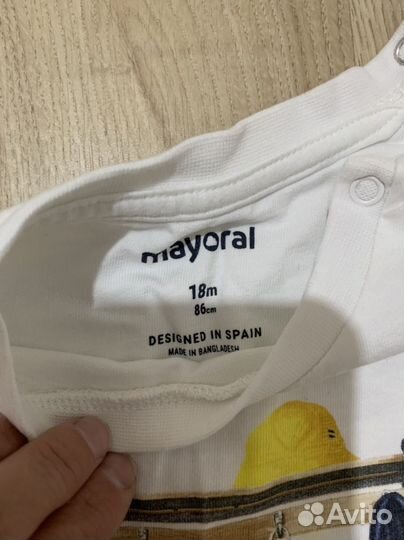 mayoral
18m
86cm
DESIGNED IN SPAIN
MADE IN BANGLADESH
Avito